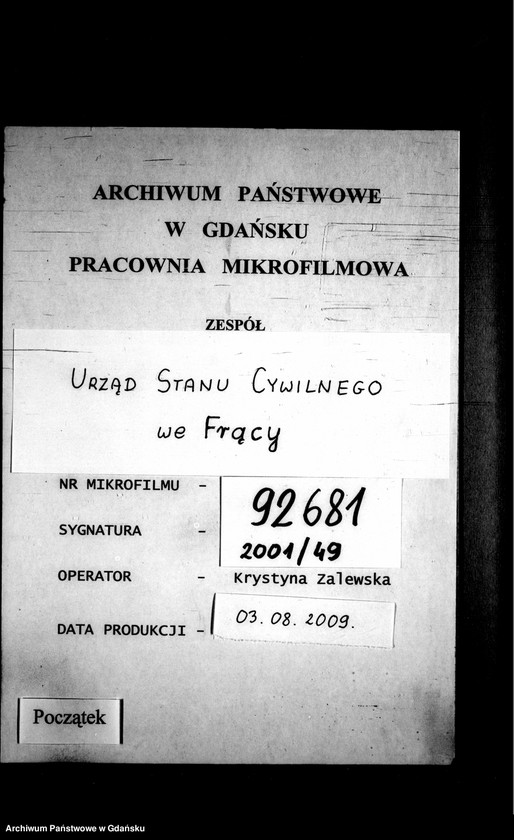 ARCHIWUM PAŃSTWOWE
W GDAŃSKU
PRACOWNIA MIKROFILMOWA
ZESPÓŁ
URZĄD STANU CYWILNEGO
we Frący
NR MIKROFILMU - 92681
SYGNATURA - 2001/49
OPERATOR - Krystyna Zalewska
DATA PRODUKCJI - 03.08.2009.
Początek
Archiwum Państwowe w Gdańsku